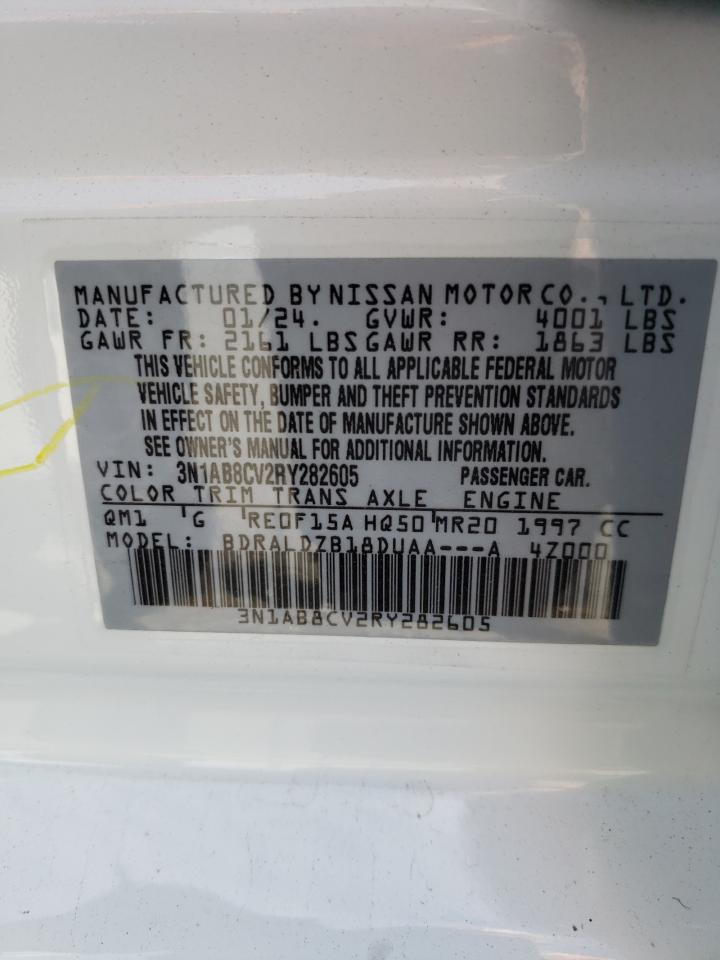 MANUFACTURED BY NISSAN MOTOR CO., LTD.
DATE: 01/24. GVWR: 4001 LBS
GAWR FR: 2161 LBS GAWR RR: 1863 LBS
THIS VEHICLE CONFORMS TO ALL APPLICABLE FEDERAL MOTOR
VEHICLE SAFETY, BUMPER AND THEFT PREVENTION STANDARDS
IN EFFECT ON THE DATE OF MANUFACTURE SHOWN ABOVE.
SEE OWNER'S MANUAL FOR ADDITIONAL INFORMATION.
VIN: 3N1AB8CV2RY282605 PASSENGER CAR.
COLOR TRIM TRANS AXLE ENGINE
QM1 G RE0F15A HQ50 MR20 1997 CC
MODEL: BDRALDZB18DUAA---A 4Z000
3N1AB8CV2RY282605